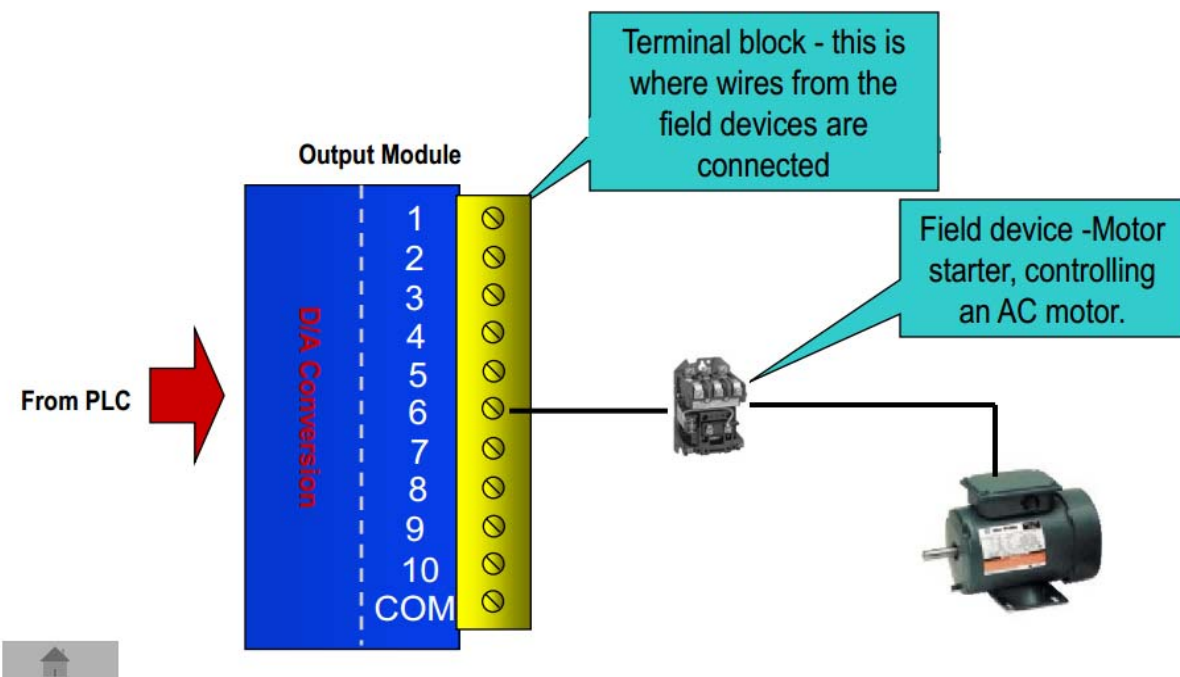 Terminal block - this is
where wires from the
field devices are
connected
Output Module
Field device -Motor
starter, controlling
an AC motor.
From PLC
D/A Conversion
1
2
3
4
5
6
7
8
9
10
COM